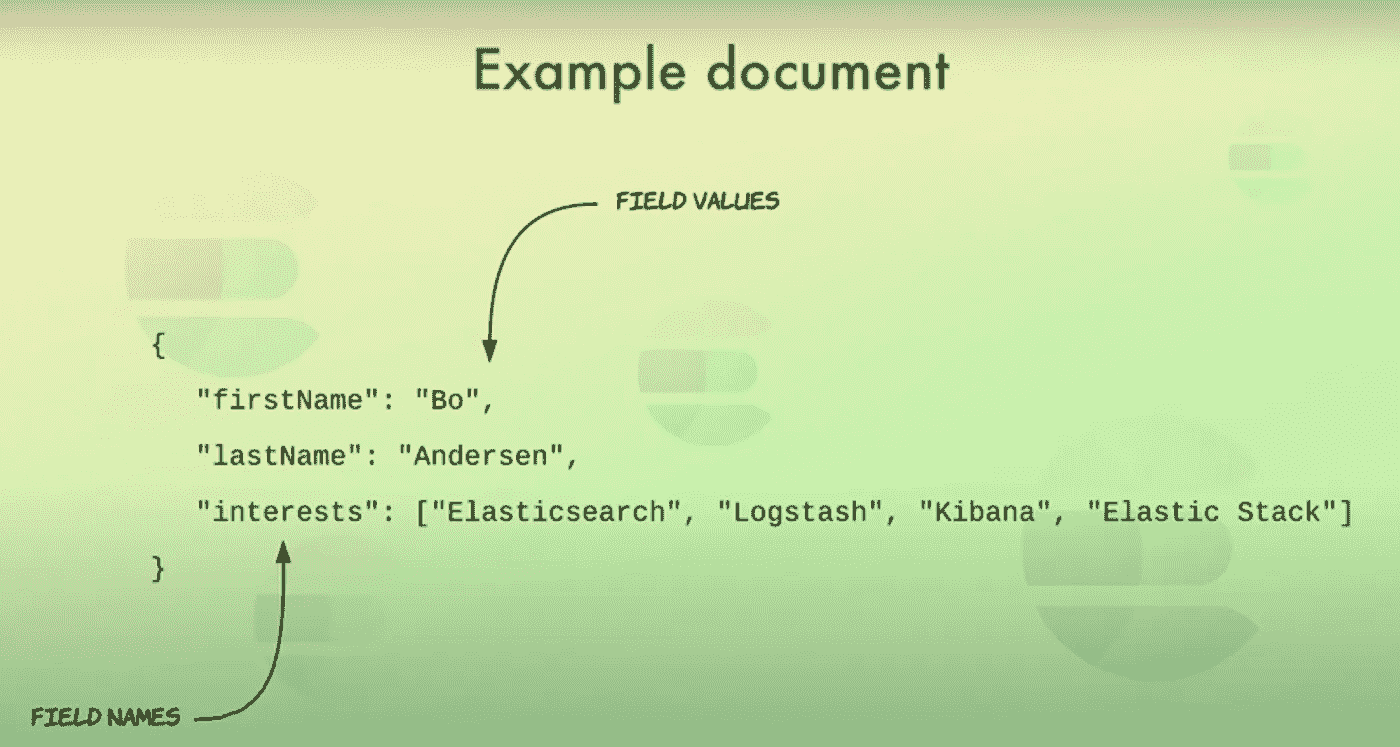 Example document
FIELD VALUES
{
"firstName": "Bo",
"lastName": "Andersen",
"interests": ["Elasticsearch", "Logstash", "Kibana", "Elastic Stack"]
}
FIELD NAMES